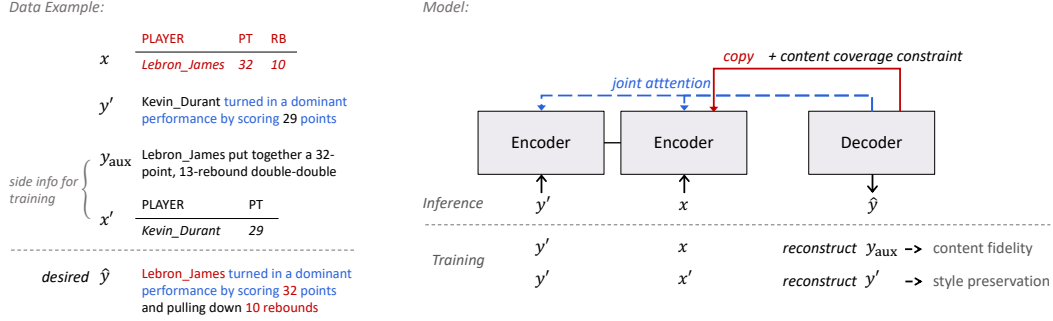 Data Example:
x
PLAYER PT RB
Lebron_James 32 10
y'
Kevin_Durant turned in a dominant
performance by scoring 29 points
side info for
training
y_aux
Lebron_James put together a 32-
point, 13-rebound double-double
x'
PLAYER PT
Kevin_Durant 29
desired ŷ
Lebron_James turned in a dominant
performance by scoring 32 points
and pulling down 10 rebounds
Model:
copy + content coverage constraint
joint atttention
Encoder Encoder Decoder
Inference y' x ŷ
Training
y' x reconstruct y_aux -> content fidelity
y' x' reconstruct y' -> style preservation